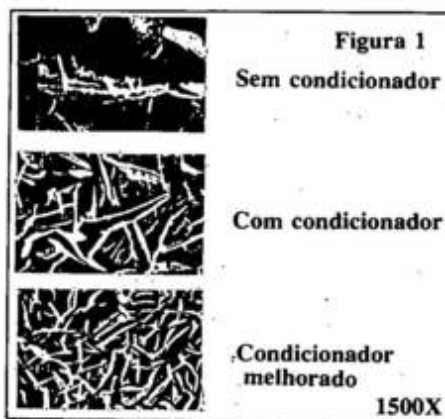 Figura 1
Sem condicionador
Com condicionador
Condicionador
melhorado
1500X